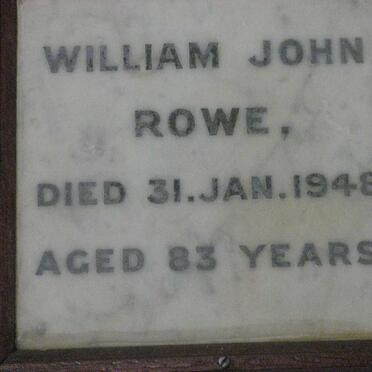 WILLIAM JOHN
ROWE,
DIED 31.JAN.1948
AGED 83 YEARS